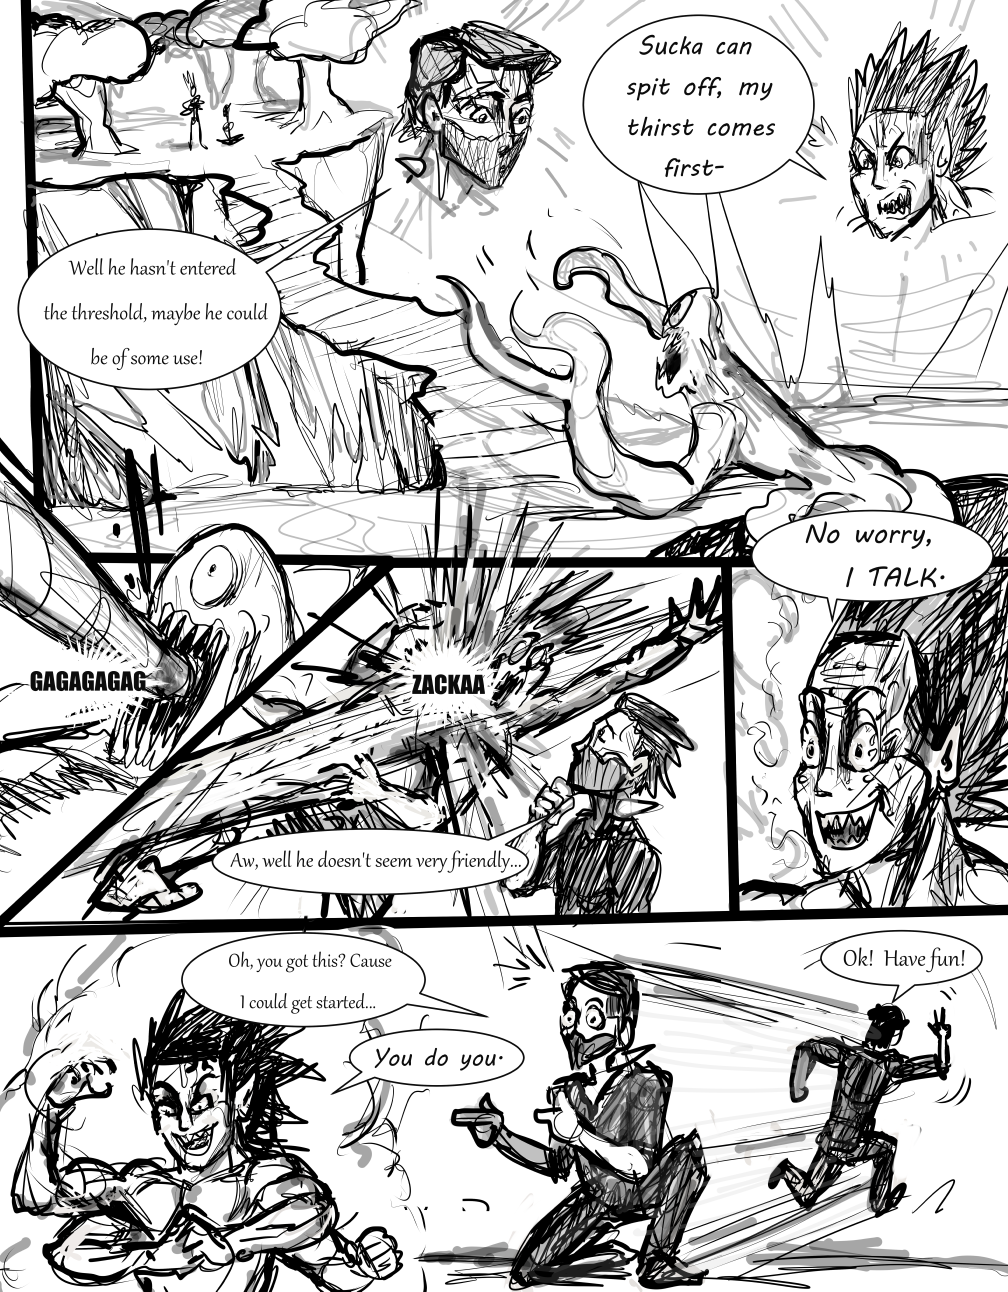 Sucka can
spit off, my
thirst comes
first-
Well he hasn't entered
the threshold, maybe he could
be of some use!
No worry,
I TALK.
GAGAGAGAG
ZACKAA
Aw, well he doesn't seem very friendly...
Oh, you got this? Cause
I could get started...
Ok! Have fun!
You do you.